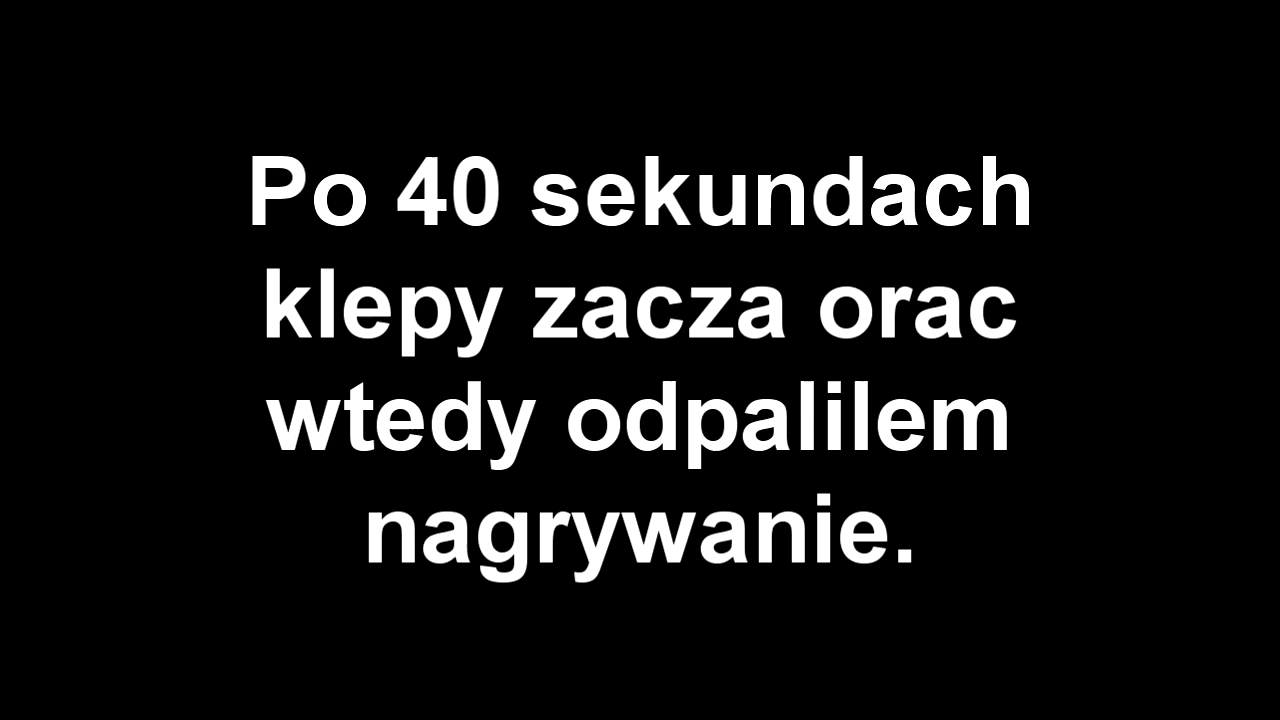 Po 40 sekundach
klepy zacza orac
wtedy odpalilem
nagrywanie.